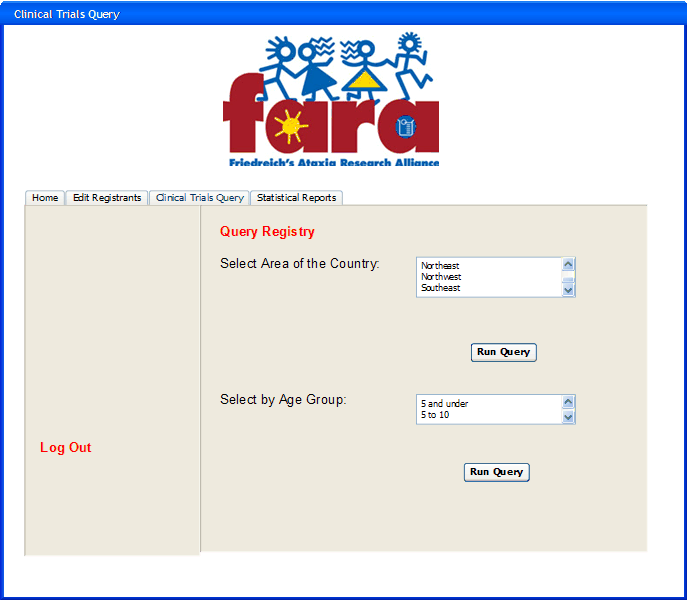 Clinical Trials Query
fara
Friedreich's Ataxia Research Alliance
Home Edit Registrants Clinical Trials Query Statistical Reports
Query Registry
Select Area of the Country:
Northeast
Northwest
Southeast
Run Query
Select by Age Group:
5 and under
5 to 10
Log Out
Run Query